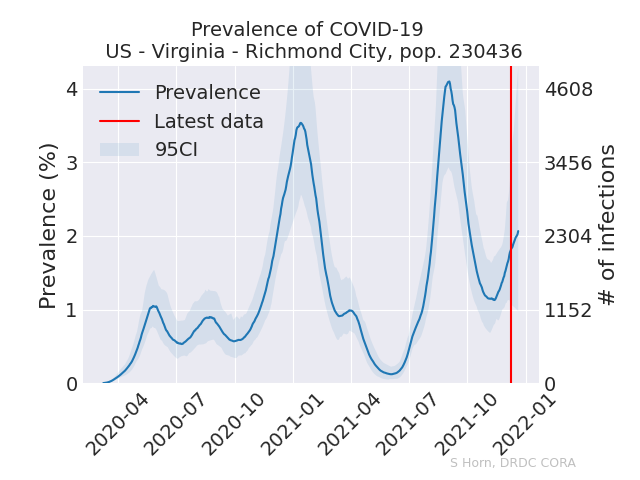 Prevalence of COVID-19
US - Virginia - Richmond City, pop. 230436
Prevalence
Latest data
95CI
Prevalence (%)
4
3
2
1
0
4608
3456
2304
1152
0
# of infections
2020-04
2020-07
2020-10
2021-01
2021-04
2021-07
2021-10
2022-01
S Horn, DRDC CORA